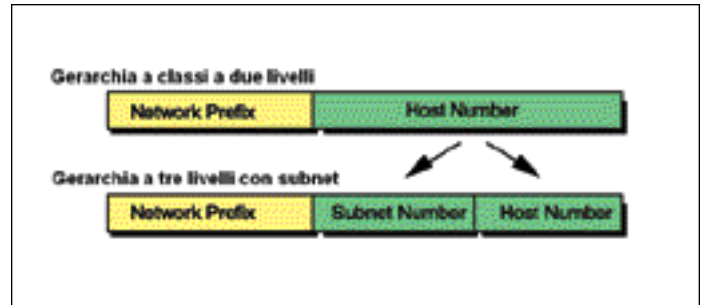 Gerarchia a classi a due livelli
Network Prefix Host Number
Gerarchia a tre livelli con subnet
Network Prefix Subnet Number Host Number